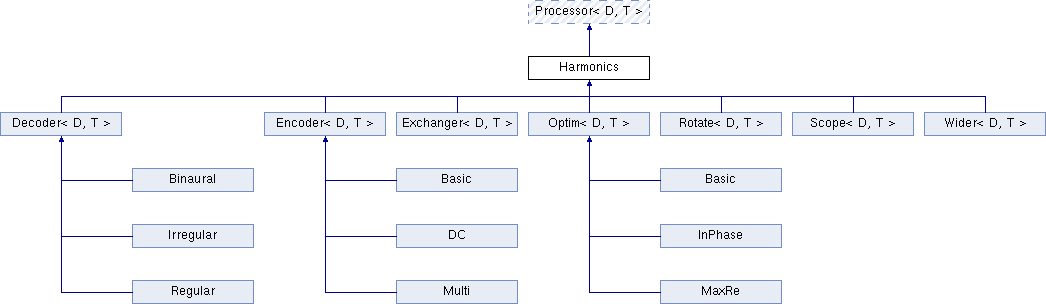 Processor< D, T >
Harmonics
Decoder< D, T >
Encoder< D, T >
Exchanger< D, T >
Optim< D, T >
Rotate< D, T >
Scope< D, T >
Wider< D, T >
Binaural
Basic
Basic
Irregular
DC
InPhase
Regular
Multi
MaxRe